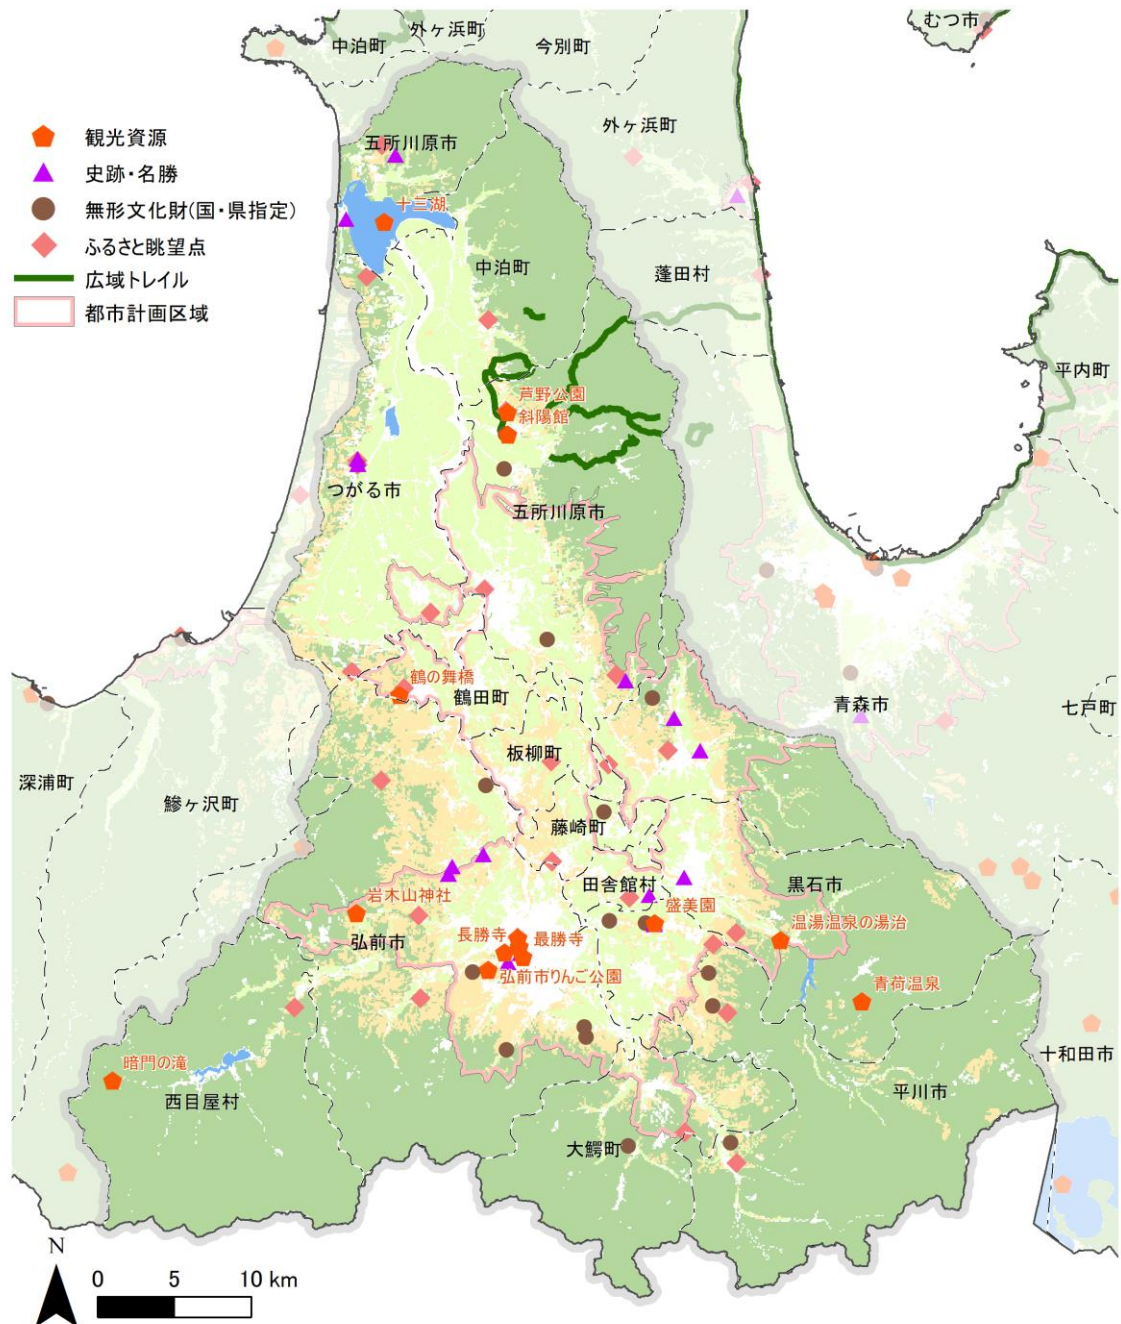 むつ市
外ヶ浜町
中泊町
今別町
外ヶ浜町
観光資源
五所川原市
史跡・名勝
無形文化財(国・県指定)
十三湖
ふるさと眺望点
中泊町
蓬田村
広域トレイル
都市計画区域
平内町
芦野公園
斜陽館
つがる市
五所川原市
鶴の舞橋
鶴田町
青森市
七戸町
板柳町
深浦町
鰺ヶ沢町
藤崎町
田舎館村
黒石市
岩木山神社
盛美園
温湯温泉の湯治
長勝寺
最勝寺
弘前市
弘前市りんご公園
青荷温泉
暗門の滝
十和田市
西目屋村
平川市
大鰐町
N
0 5 10 km